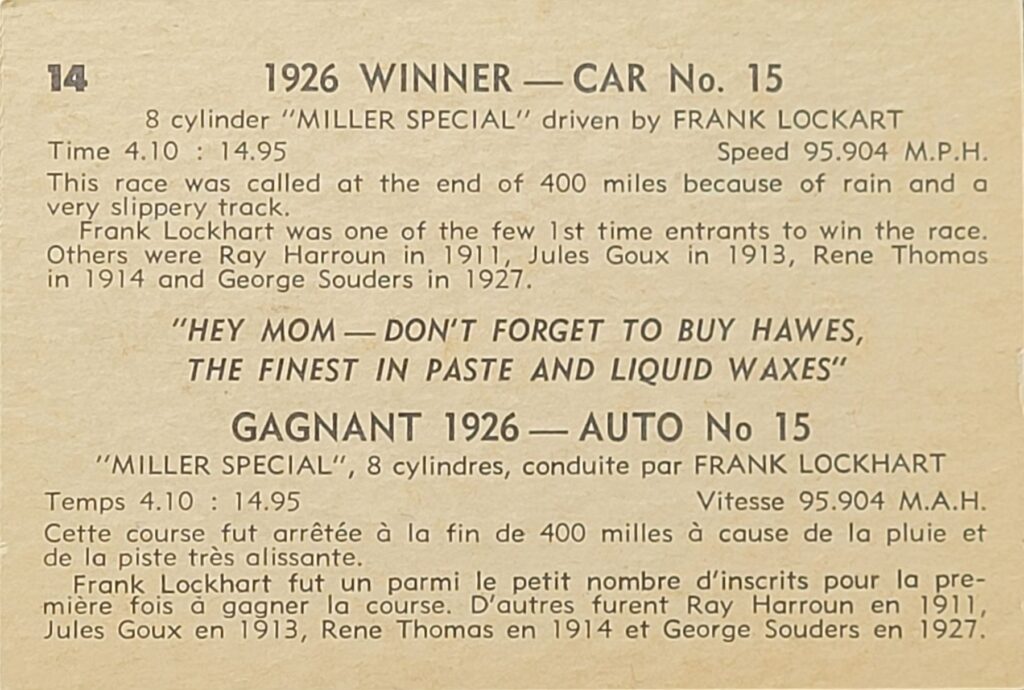 14
1926 WINNER — CAR No. 15
8 cylinder "MILLER SPECIAL" driven by FRANK LOCKART
Time 4.10 : 14.95 Speed 95.904 M.P.H.
This race was called at the end of 400 miles because of rain and a
very slippery track.
Frank Lockhart was one of the few 1st time entrants to win the race.
Others were Ray Harroun in 1911, Jules Goux in 1913, Rene Thomas
in 1914 and George Souders in 1927.
"HEY MOM — DON'T FORGET TO BUY HAWES,
THE FINEST IN PASTE AND LIQUID WAXES"
GAGNANT 1926 — AUTO No 15
"MILLER SPECIAL", 8 cylindres, conduite par FRANK LOCKHART
Temps 4.10 : 14.95 Vitesse 95.904 M.A.H.
Cette course fut arrêtée à la fin de 400 milles à cause de la pluie et
de la piste très alissante.
Frank Lockhart fut un parmi le petit nombre d'inscrits pour la pre-
mière fois à gagner la course. D'autres furent Ray Harroun en 1911,
Jules Goux en 1913, Rene Thomas en 1914 et George Souders en 1927.